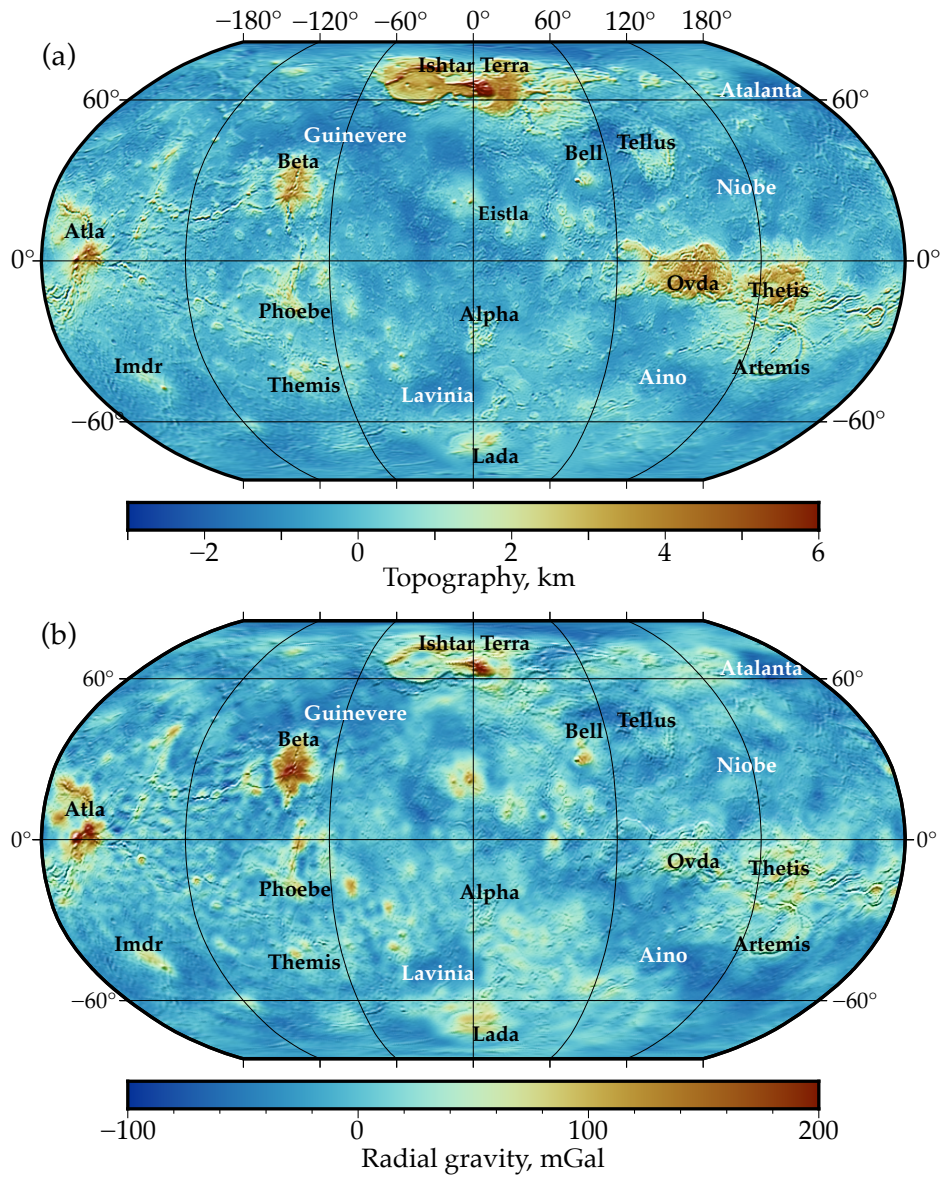 −180° −120° −60° 0° 60° 120° 180°
(a)
Ishtar Terra
Atalanta
60° 60°
Guinevere
Tellus
Bell
Beta
Niobe
Eistla
Atla
0° 0°
Ovda
Thetis
Phoebe
Alpha
Imdr
Artemis
Aino
Themis
Lavinia
−60° −60°
Lada
−2 0 2 4 6
Topography, km
(b)
Ishtar Terra
Atalanta
60° 60°
Guinevere
Tellus
Bell
Beta
Niobe
Atla
0° 0°
Ovda
Thetis
Phoebe
Alpha
Imdr
Artemis
Aino
Themis
Lavinia
−60° −60°
Lada
−100 0 100 200
Radial gravity, mGal